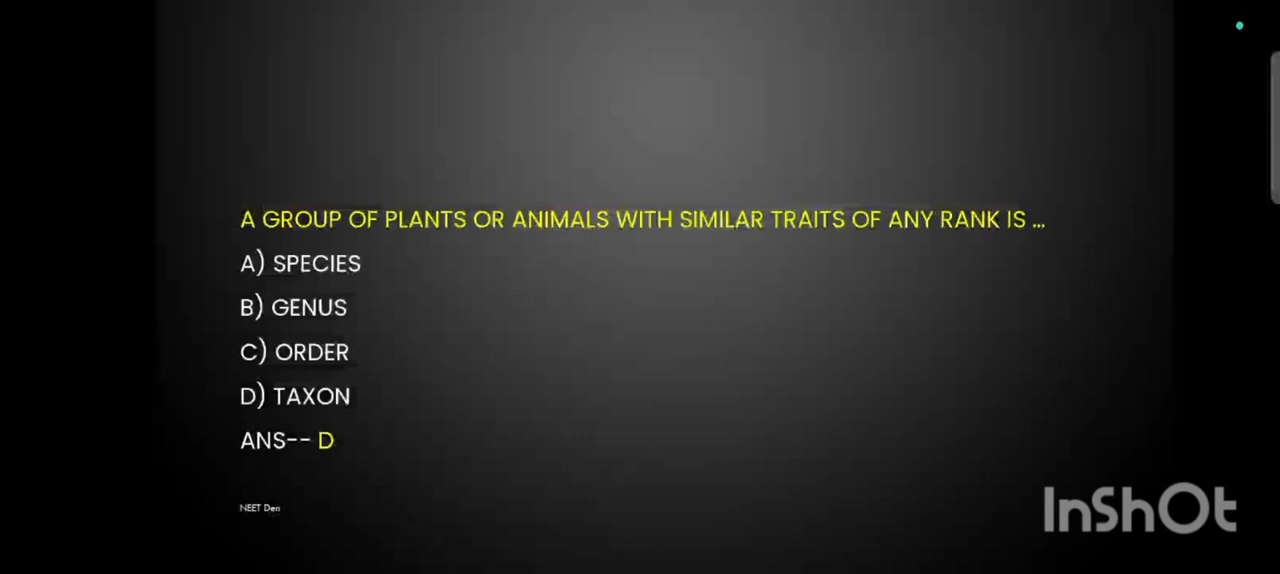 A GROUP OF PLANTS OR ANIMALS WITH SIMILAR TRAITS OF ANY RANK IS ...
A) SPECIES
B) GENUS
C) ORDER
D) TAXON
ANS-- D
NEET Den
InShOt